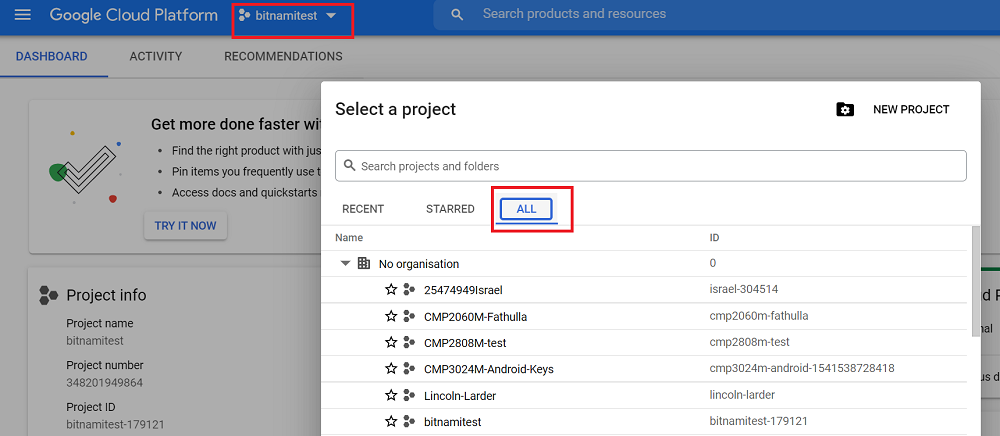 Google Cloud Platform
bitnamitest
Search products and resources
DASHBOARD ACTIVITY RECOMMENDATIONS
Get more done faster wi
Find the right product with jus
Pin items you frequently use t
Access docs and quickstarts
TRY IT NOW
Project info
Project name
bitnamitest
Project number
348201949864
Project ID
bitnamitest-179121
Select a project
NEW PROJECT
Search projects and folders
RECENT STARRED ALL
Name ID
No organisation 0
25474949Israel israel-304514
CMP2060M-Fathulla cmp2060m-fathulla
CMP2808M-test cmp2808m-test
CMP3024M-Android-Keys cmp3024m-android-1541538728418
Lincoln-Larder lincoln-larder
bitnamitest bitnamitest-179121
d P
nal
us d